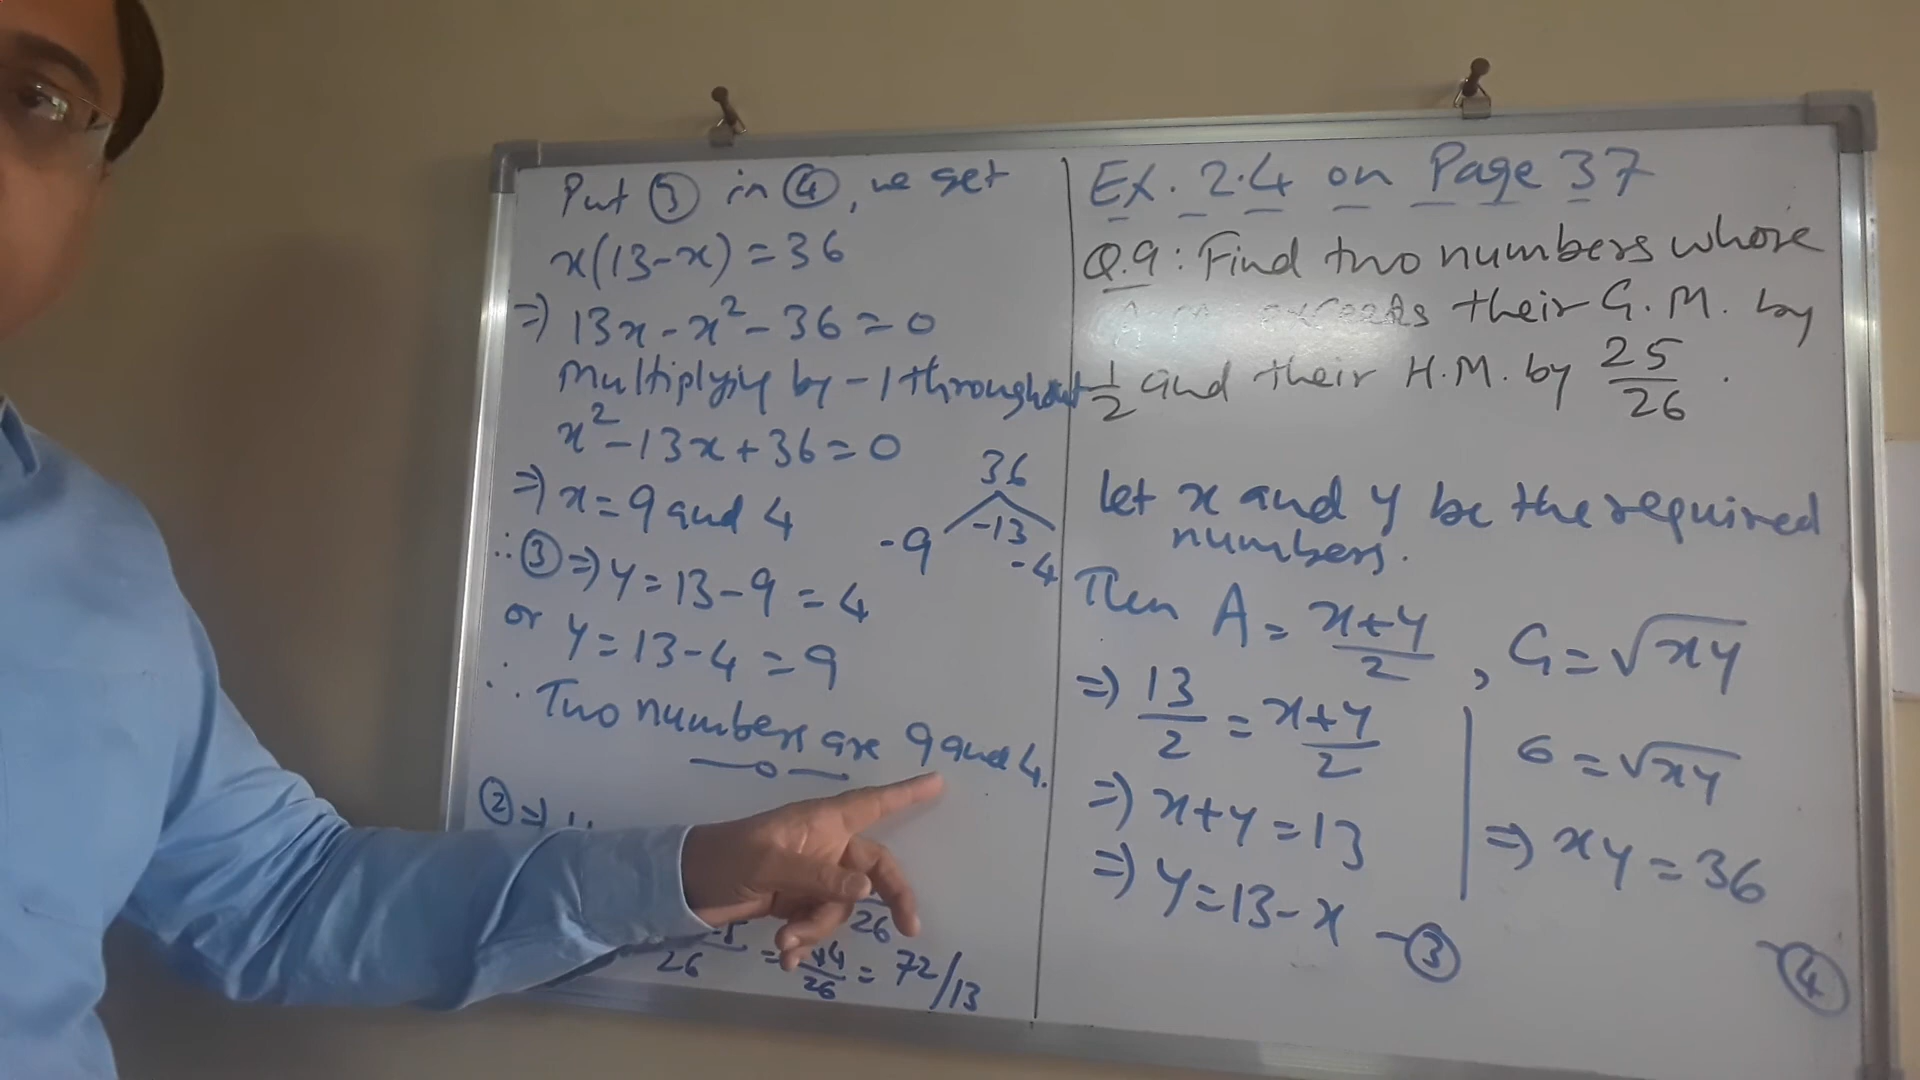 Put ③ in ④, we get
x(13-x) = 36
⇒ 13x - x² - 36 = 0
Multiplying by -1 throughout
x² - 13x + 36 = 0
⇒ x = 9 and 4
36
-13
-9
-4
∴ ③ ⇒ y = 13 - 9 = 4
or y = 13 - 4 = 9
∴ Two numbers are 9 and 4.
② ⇒
26
26 = 26 = 72/13
Ex. 2.4 on Page 37
Q.9: Find two numbers whose
exceeds their G.M. by
1/2 and their H.M. by 25/26.
let x and y be the required
numbers.
Then A = x+y/2, G = √xy
⇒ 13/2 = x+y/2
6 = √xy
⇒ x+y = 13
⇒ xy = 36
⇒ y = 13-x -③
-④